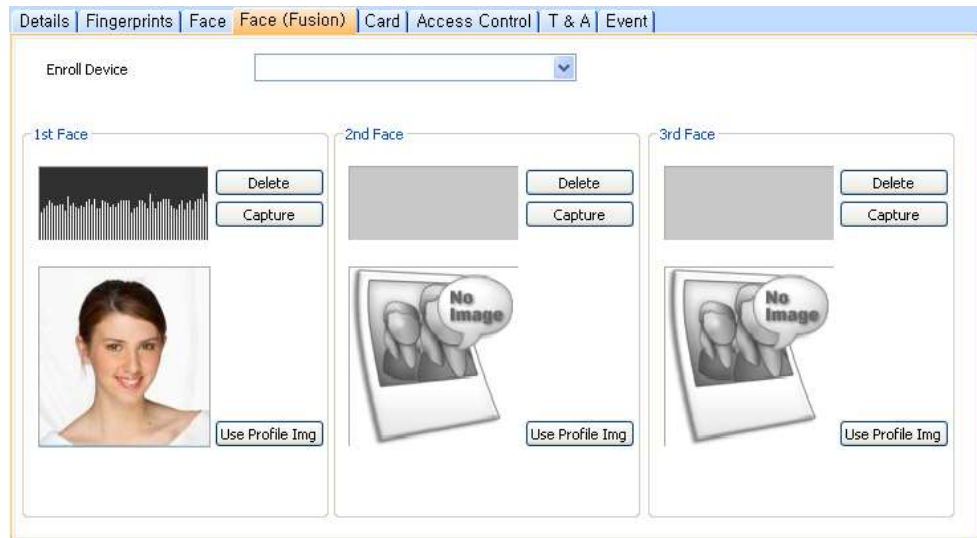 Details Fingerprints Face Face (Fusion) Card Access Control T & A Event
Enroll Device
1st Face
Delete
Capture
Use Profile Img
2nd Face
Delete
Capture
No
Image
Use Profile Img
3rd Face
Delete
Capture
No
Image
Use Profile Img